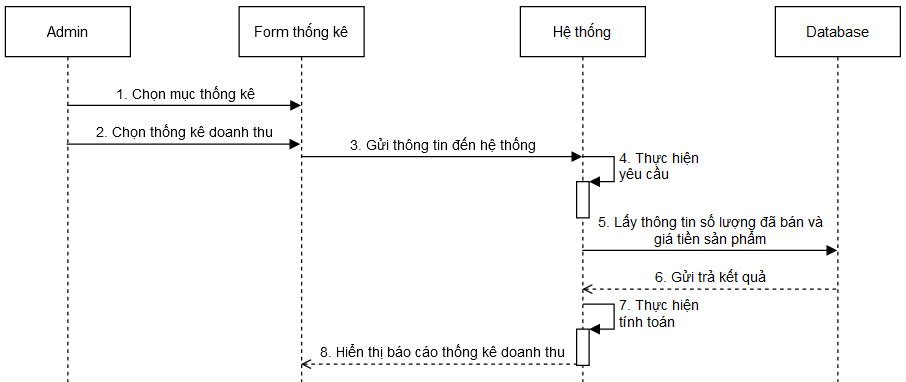 Admin
Form thống kê
Hệ thống
Database
1. Chọn mục thống kê
2. Chọn thống kê doanh thu
3. Gửi thông tin đến hệ thống
4. Thực hiện
yêu cầu
5. Lấy thông tin số lượng đã bán và
giá tiền sản phẩm
6. Gửi trả kết quả
7. Thực hiện
tính toán
8. Hiển thị báo cáo thống kê doanh thu